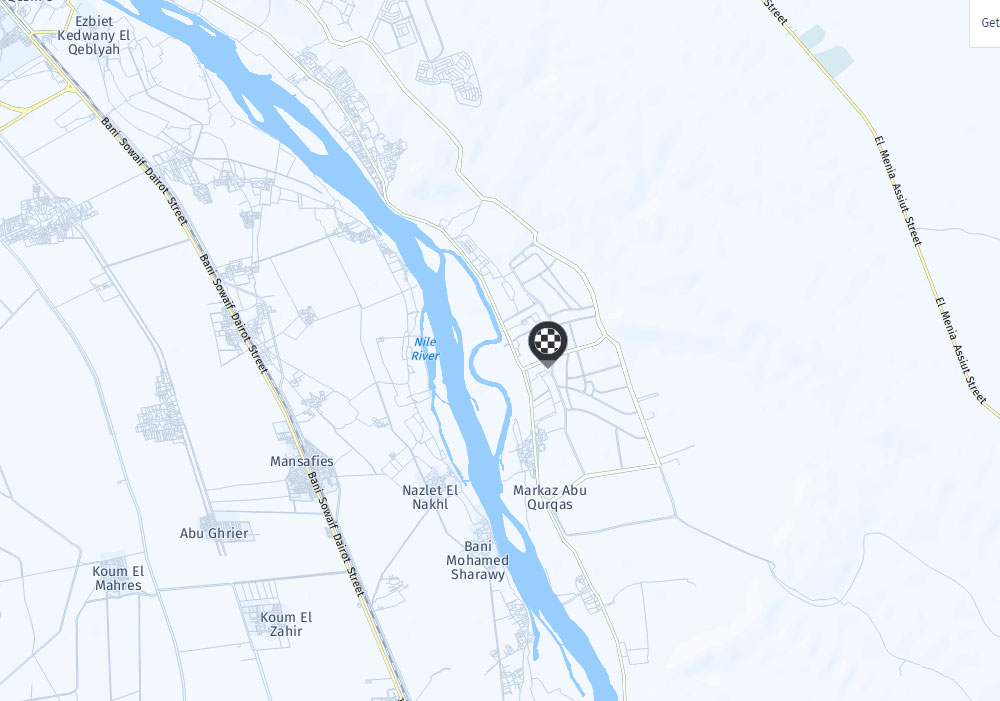 Ezbiet
Kedwany El
Qeblyah
Street
Get
El Menia Assiut Street
Bani Sowaif Dairot Street
Bani Sowaif Dairot Street
El Menia Assiut Street
Nile
River
Mansafies
Bani Sowaif Dairot Street
Nazlet El
Nakhl
Markaz Abu
Qurqas
Abu Ghrier
Bani
Mohamed
Sharawy
Koum El
Mahres
Koum El
Zahir